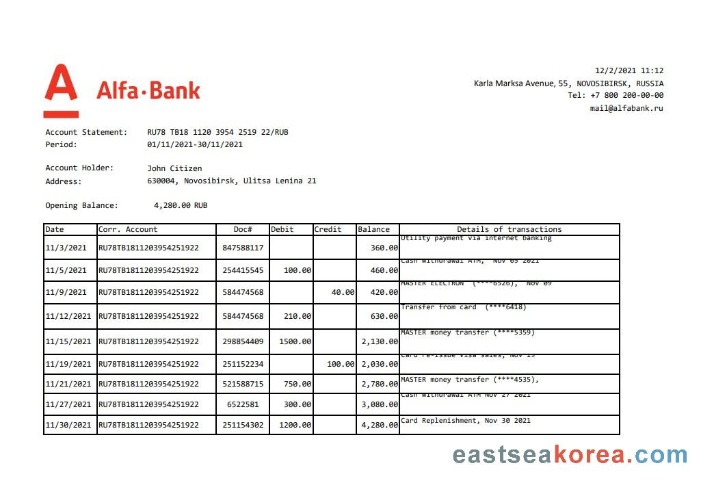 12/2/2021 11:12
Karla Marksa Avenue, 55, NOVOSIBIRSK, RUSSIA
Tel: +7 800 200-00-00
mail@alfabank.ru
A Alfa·Bank
Account Statement: RU78 TB18 1120 3954 2519 22/RUB
Period: 01/11/2021-30/11/2021
Account Holder: John Citizen
Address: 630004, Novosibirsk, Ulitsa Lenina 21
Opening Balance: 4,280.00 RUB
Date Corr. Account Doc# Debit Credit Balance Details of transactions
11/3/2021 RU78TB1811203954251922 847588117 360.00 Utility payment via internet banking
11/5/2021 RU78TB1811203954251922 254415545 100.00 460.00 Cash withdrawal ATM, Nov 05 2021
11/9/2021 RU78TB1811203954251922 584474568 40.00 420.00 MASTER ELECTRON (****6526), Nov 09
11/12/2021 RU78TB1811203954251922 584474568 210.00 630.00 Transfer from card (****6418)
11/15/2021 RU78TB1811203954251922 298854409 1500.00 2,130.00 MASTER money transfer (****5359)
11/19/2021 RU78TB1811203954251922 251152234 100.00 2,030.00 Card re-issue visa sales, Nov
11/21/2021 RU78TB1811203954251922 521588715 750.00 2,780.00 MASTER money transfer (****4535),
11/27/2021 RU78TB1811203954251922 6522581 300.00 3,080.00 Cash withdrawal ATM Nov 27 2021
11/30/2021 RU78TB1811203954251922 251154302 1200.00 4,280.00 Card Replenishment, Nov 30 2021
eastseakorea.com